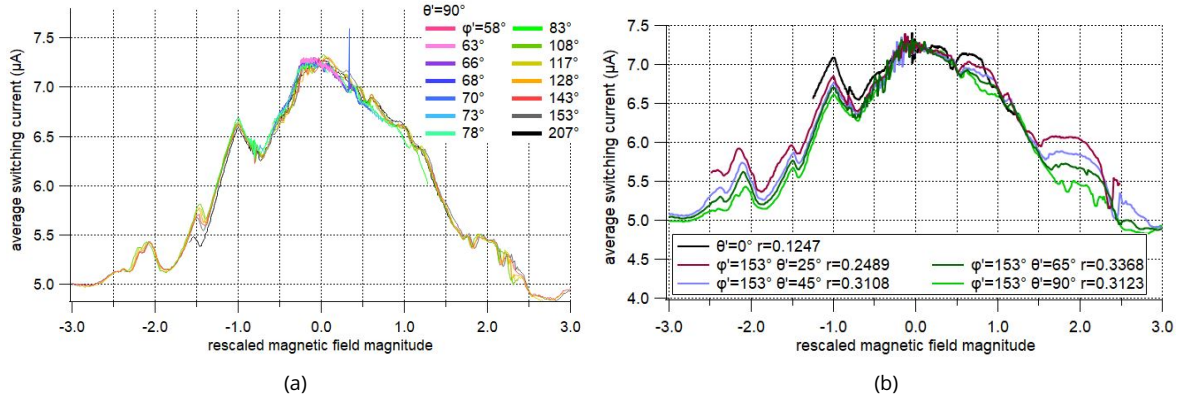 θ'=90°
φ'=58°
63°
66°
68°
70°
73°
78°
83°
108°
117°
128°
143°
153°
207°
average switching current (µA)
7.5
7.0
6.5
6.0
5.5
5.0
-3.0 -2.0 -1.0 0.0 1.0 2.0 3.0
rescaled magnetic field magnitude
(a)
average switching current (µA)
7.5
7.0
6.5
6.0
5.5
5.0
4.5
4.0
θ'=0° r=0.1247
φ'=153° θ'=25° r=0.2489
φ'=153° θ'=45° r=0.3108
φ'=153° θ'=65° r=0.3368
φ'=153° θ'=90° r=0.3123
-3.0 -2.0 -1.0 0.0 1.0 2.0 3.0
rescaled magnetic field magnitude
(b)